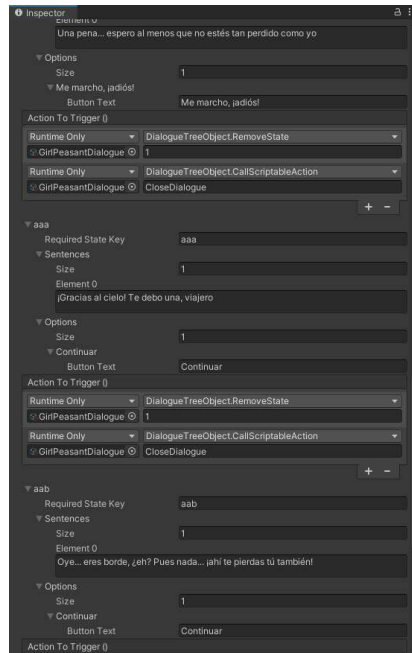 Inspector
Element 0
Una pena... espero al menos que no estés tan perdido como yo
Options
Size 1
Me marcho, ¡adiós!
Button Text Me marcho, ¡adiós!
Action To Trigger ()
Runtime Only DialogueTreeObject.RemoveState
GirlPeasantDialogue 1
Runtime Only DialogueTreeObject.CallScriptableAction
GirlPeasantDialogue CloseDialogue
+ -
aaa
Required State Key aaa
Sentences
Size 1
Element 0
¡Gracias al cielo! Te debo una, viajero
Options
Size 1
Continuar
Button Text Continuar
Action To Trigger ()
Runtime Only DialogueTreeObject.RemoveState
GirlPeasantDialogue 1
Runtime Only DialogueTreeObject.CallScriptableAction
GirlPeasantDialogue CloseDialogue
+ -
aab
Required State Key aab
Sentences
Size 1
Element 0
Oye... eres borde, ¿eh? Pues nada... ¡ahí te pierdas tú también!
Options
Size 1
Continuar
Button Text Continuar
Action To Trigger ()